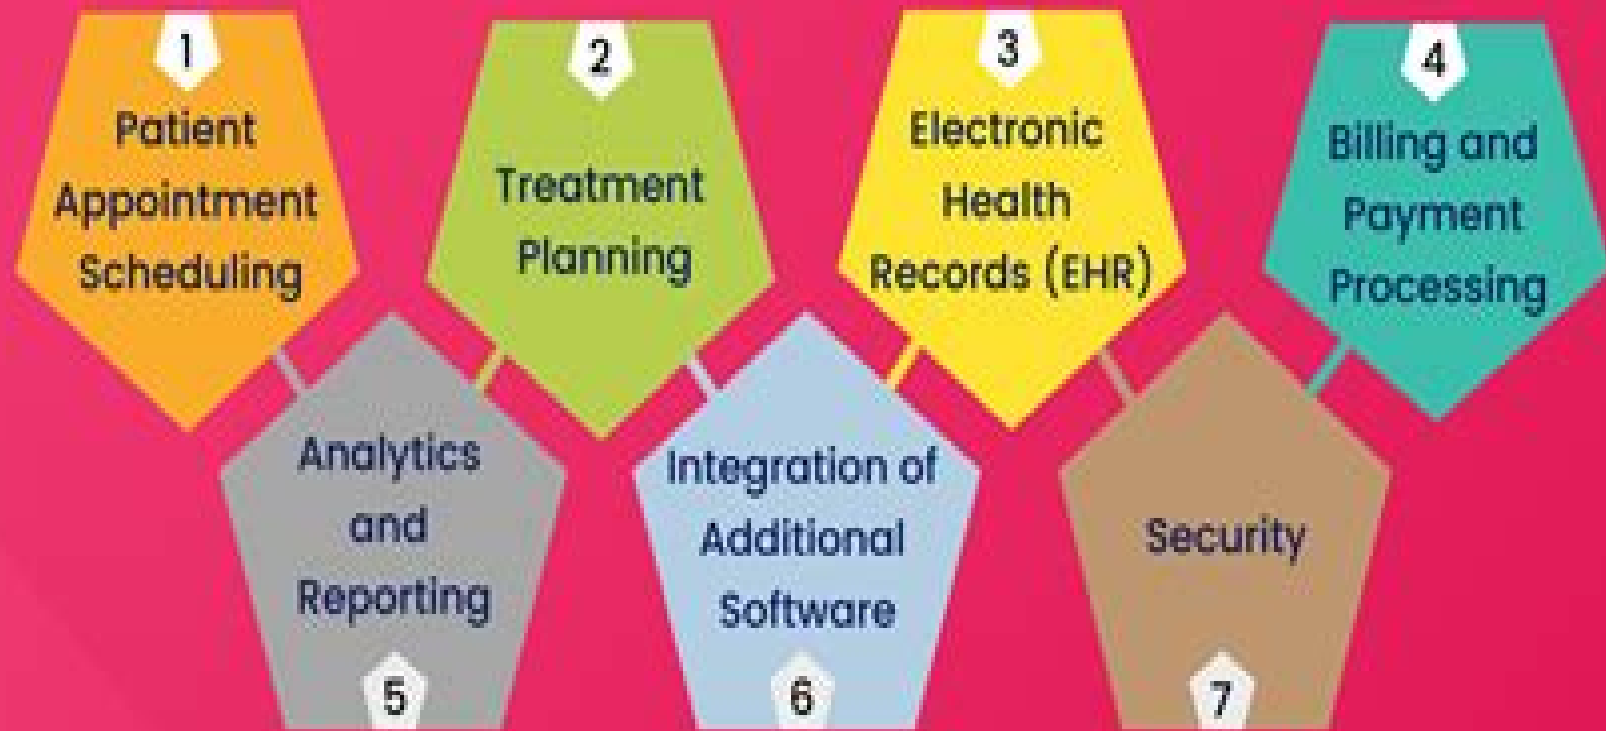 1
Patient
Appointment
Scheduling
2
Treatment
Planning
3
Electronic
Health
Records (EHR)
4
Billing and
Payment
Processing
Analytics
and
Reporting
5
Integration of
Additional
Software
6
Security
7